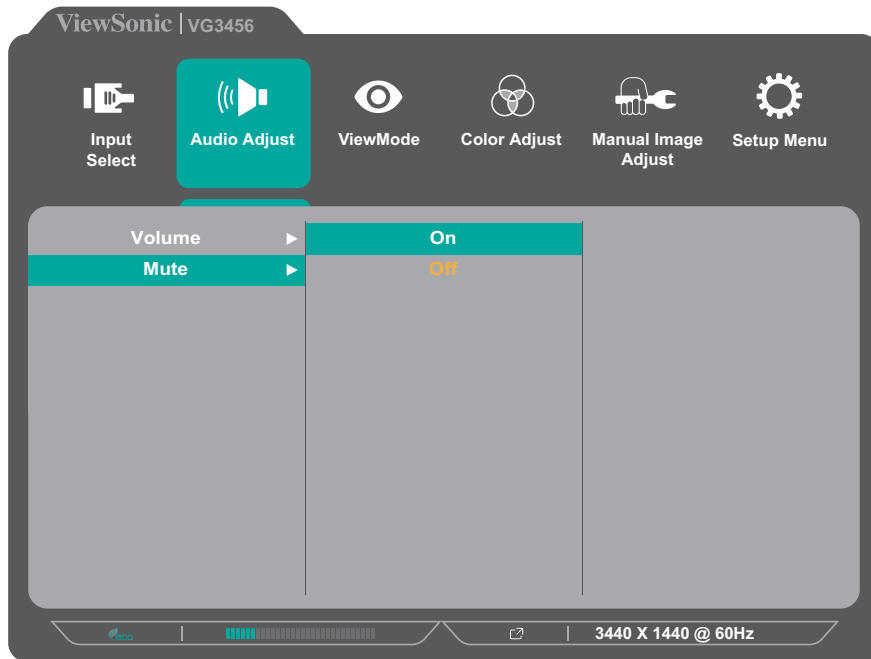 ViewSonic | VG3456
Input
Select
Audio Adjust
ViewMode
Color Adjust
Manual Image
Adjust
Setup Menu
Volume
On
Mute
Off
eco
3440 X 1440 @ 60Hz